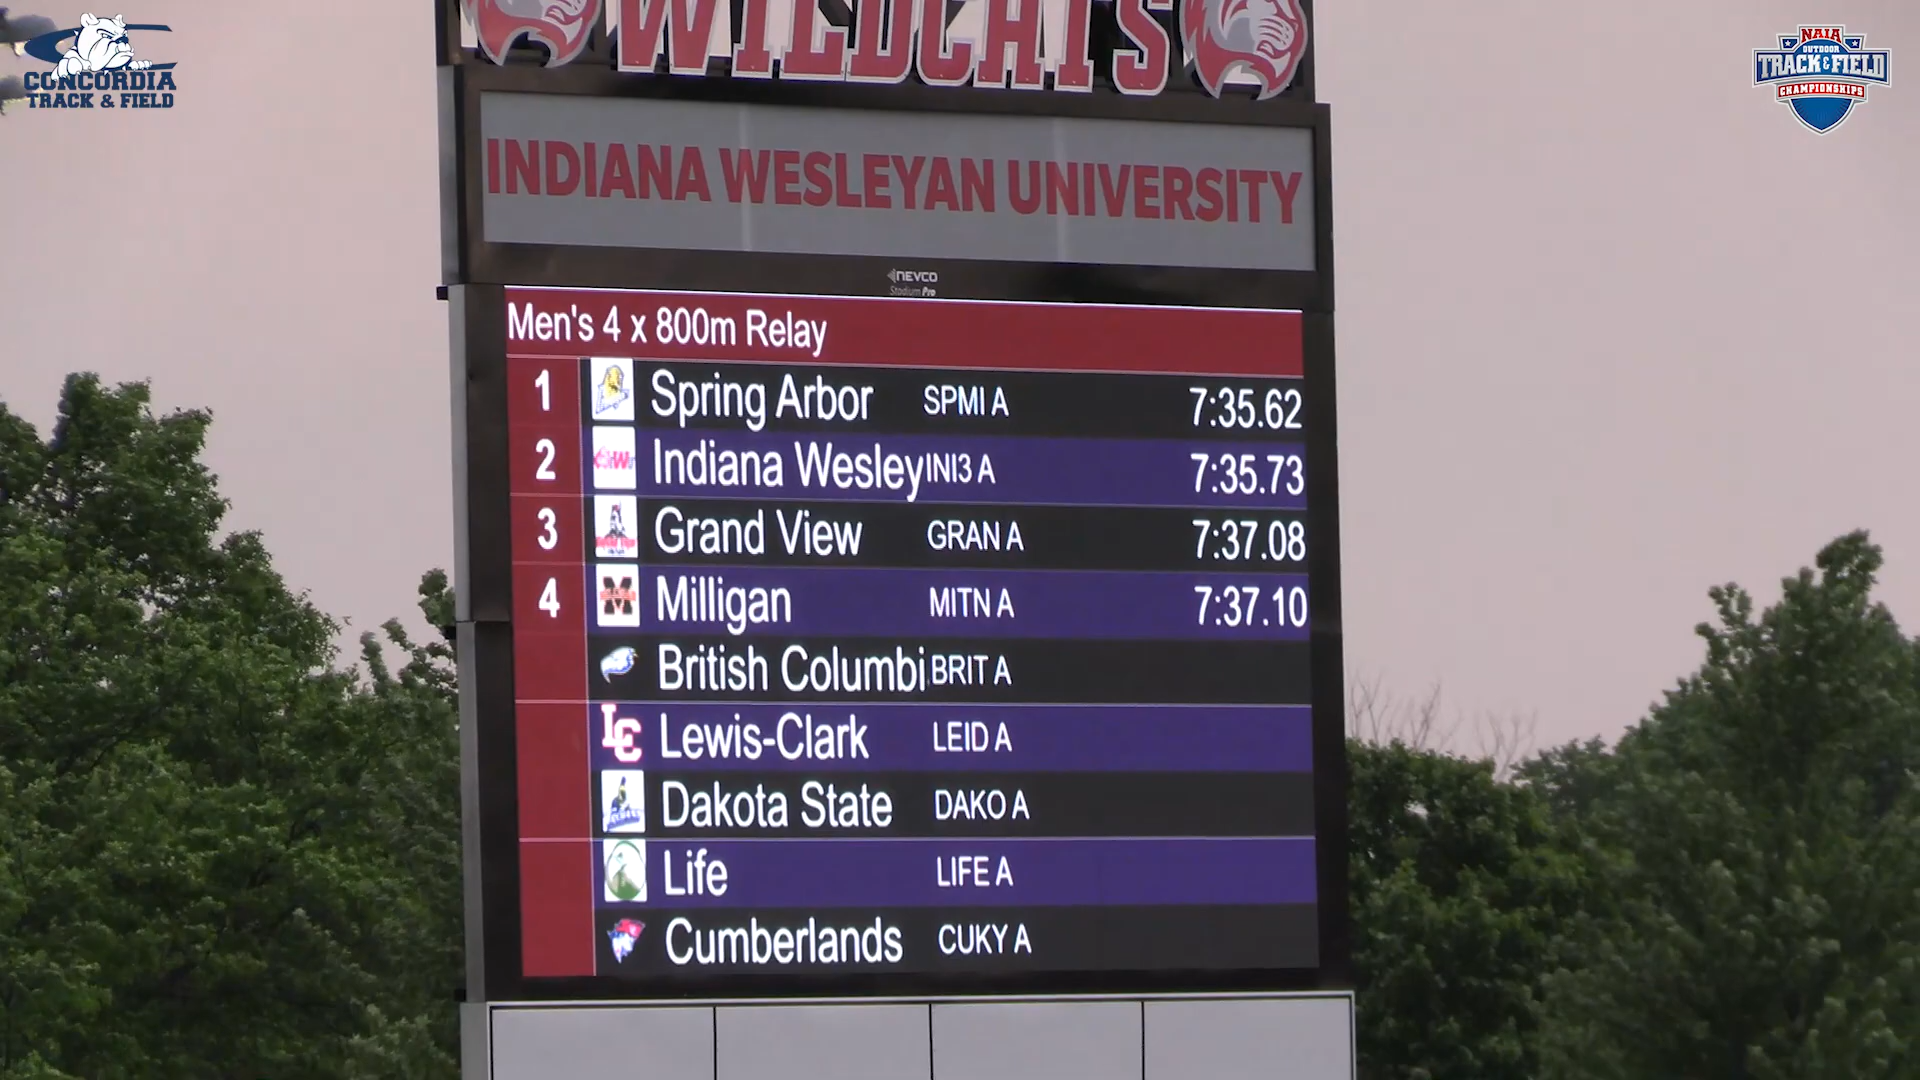 WILDCATS
CONCORDIA
TRACK & FIELD
NAIA
OUTDOOR
TRACK & FIELD
CHAMPIONSHIPS
INDIANA WESLEYAN UNIVERSITY
NEVCO
Stadium Pro
Men's 4 x 800m Relay
1 Spring Arbor SPMI A 7:35.62
2 Indiana Wesley INI3 A 7:35.73
3 Grand View GRAN A 7:37.08
4 Milligan MITN A 7:37.10
British Columbi BRIT A
LC Lewis-Clark LEID A
Dakota State DAKO A
Life LIFE A
Cumberlands CUKY A